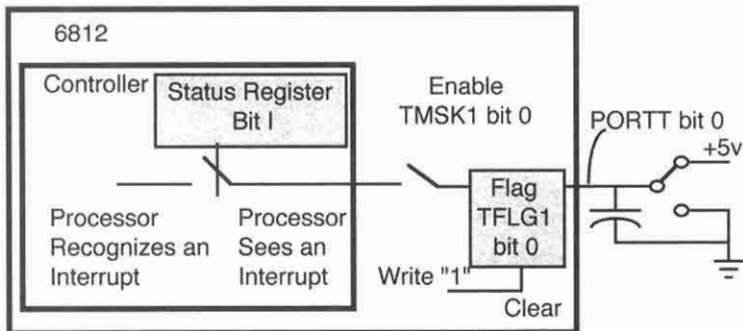 6812
Controller
Status Register
Bit I
Enable
TMSK1 bit 0
PORTT bit 0
+5v
Flag
TFLG1
bit 0
Processor
Recognizes an
Interrupt
Processor
Sees an
Interrupt
Write "1"
Clear